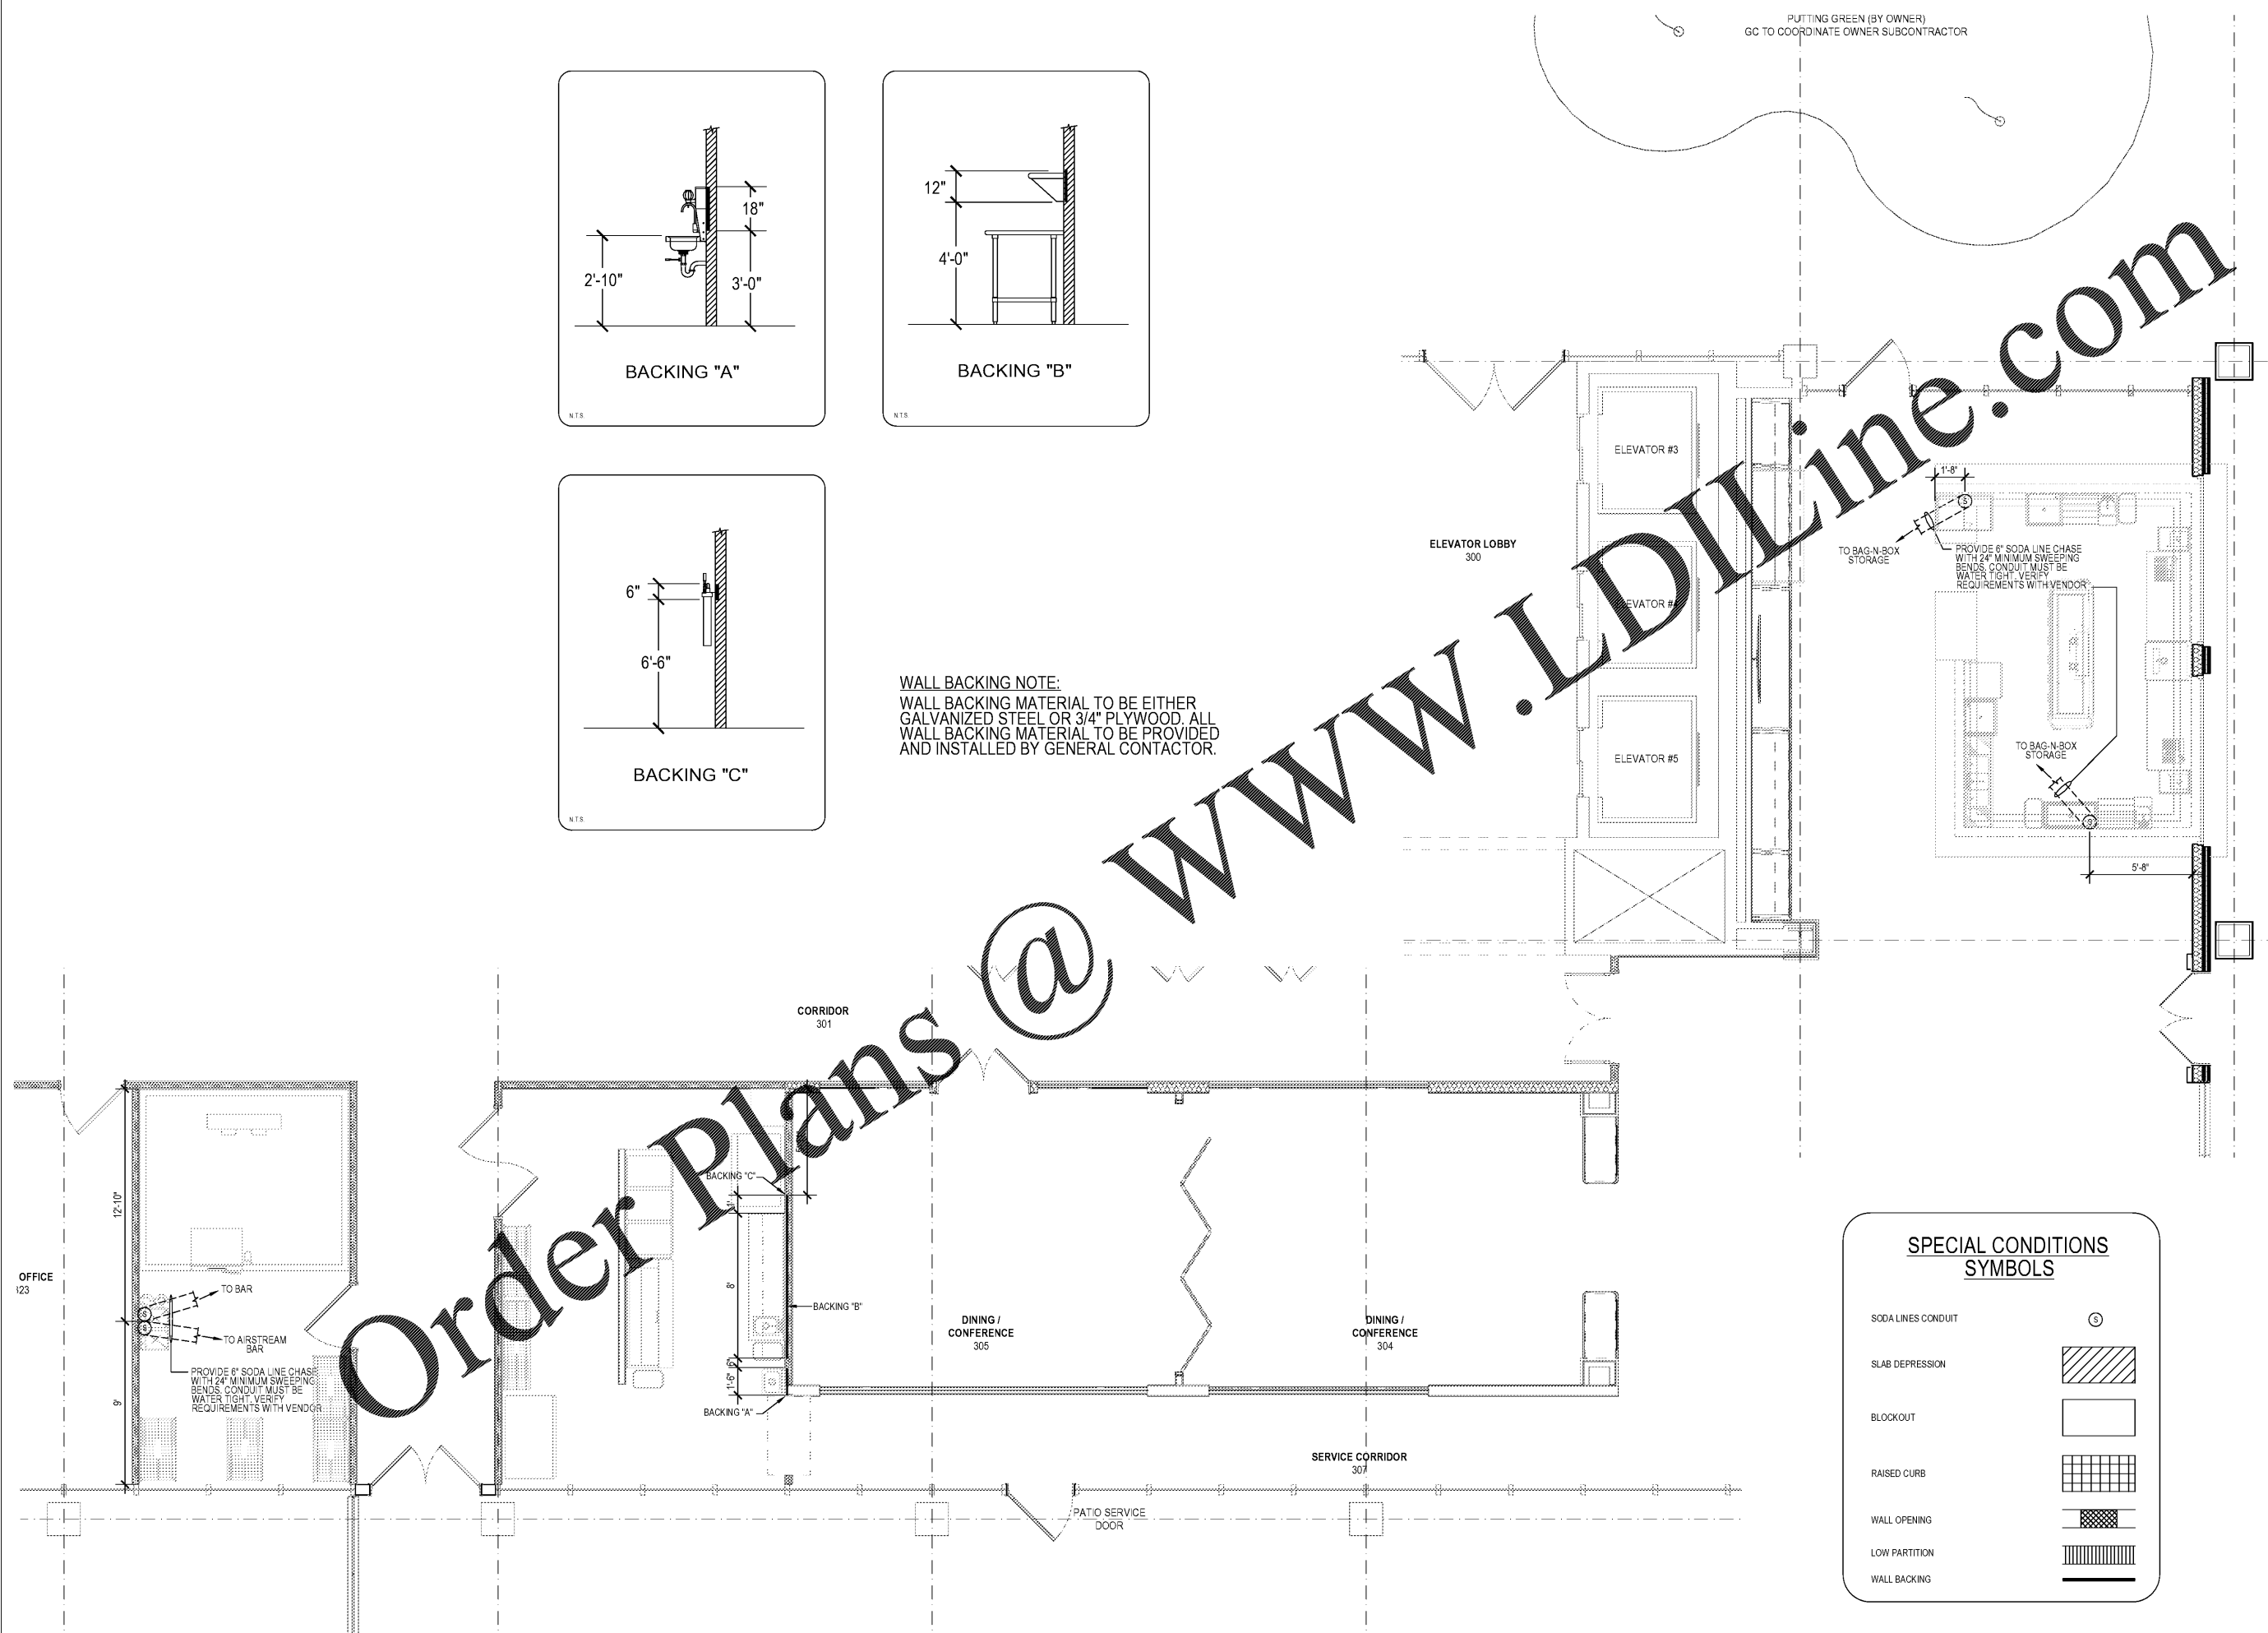 PUTTING GREEN (BY OWNER)
GC TO COORDINATE OWNER SUBCONTRACTOR
18"
2'-10"
3'-0"
BACKING "A"
N.T.S.
12"
4'-0"
BACKING "B"
N.T.S.
6"
6'-6"
BACKING "C"
N.T.S.
WALL BACKING NOTE:
WALL BACKING MATERIAL TO BE EITHER
GALVANIZED STEEL OR 3/4" PLYWOOD. ALL
WALL BACKING MATERIAL TO BE PROVIDED
AND INSTALLED BY GENERAL CONTACTOR.
ELEVATOR LOBBY
300
ELEVATOR #3
ELEVATOR #4
ELEVATOR #5
1'-8"
S
TO BAG-N-BOX
STORAGE
PROVIDE 6" SODA LINE CHASE
WITH 24" MINIMUM SWEEPING
BENDS. CONDUIT MUST BE
WATER TIGHT. VERIFY
REQUIREMENTS WITH VENDOR
TO BAG-N-BOX
STORAGE
S
5'-8"
Order Plans @ www.LDILine.com
CORRIDOR
301
OFFICE
12'-10"
9'
S
S
TO BAR
TO AIRSTREAM
BAR
PROVIDE 6" SODA LINE CHASE
WITH 24" MINIMUM SWEEPING
BENDS. CONDUIT MUST BE
WATER TIGHT. VERIFY
REQUIREMENTS WITH VENDOR
BACKING "C"
1'
8'
BACKING "B"
6"
1'-6"
BACKING "A"
DINING /
CONFERENCE
305
DINING /
CONFERENCE
304
SERVICE CORRIDOR
307
PATIO SERVICE
DOOR
SPECIAL CONDITIONS
SYMBOLS
SODA LINES CONDUIT
S
SLAB DEPRESSION
BLOCKOUT
RAISED CURB
WALL OPENING
LOW PARTITION
WALL BACKING